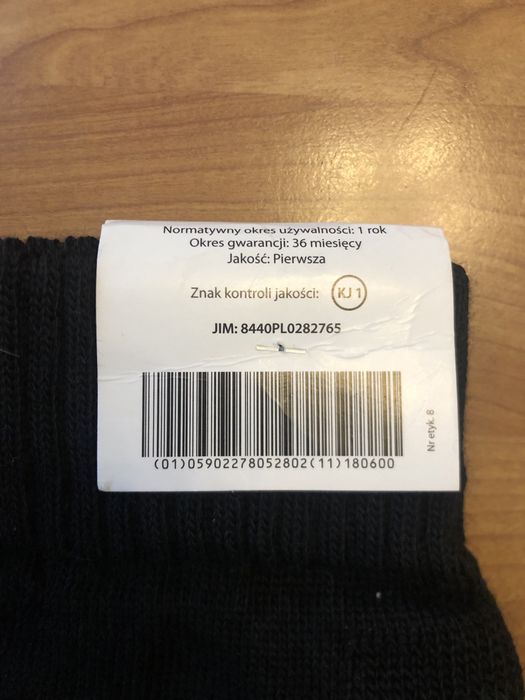 Normatywny okres używalności: 1 rok
Okres gwarancji: 36 miesięcy
Jakość: Pierwsza
Znak kontroli jakości: KJ 1
JIM: 8440PL0282765
(01)05902278052802(11)180600
Nr etyk. 8